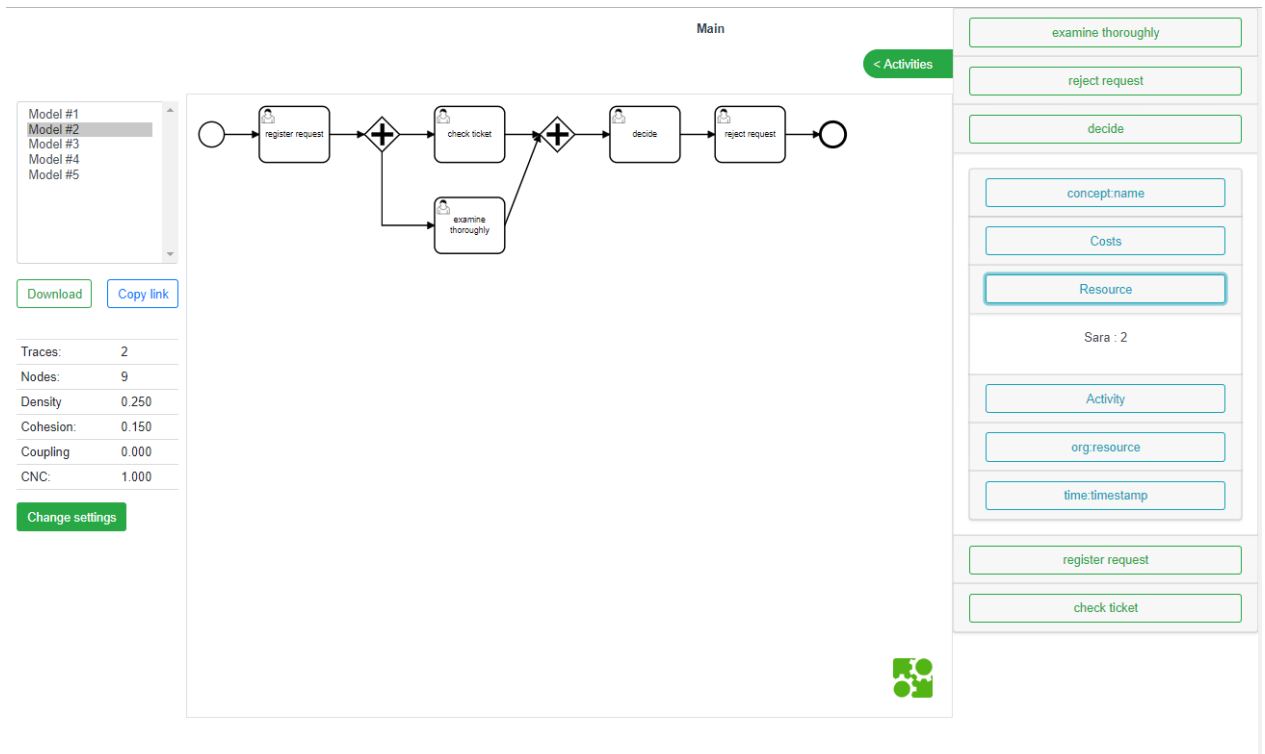 Main
< Activities
Model #1
Model #2
Model #3
Model #4
Model #5
Download
Copy link
Traces: 2
Nodes: 9
Density 0.250
Cohesion: 0.150
Coupling 0.000
CNC: 1.000
Change settings
register request
check ticket
decide
reject request
examine
thoroughly
examine thoroughly
reject request
decide
concept:name
Costs
Resource
Sara : 2
Activity
org:resource
time:timestamp
register request
check ticket